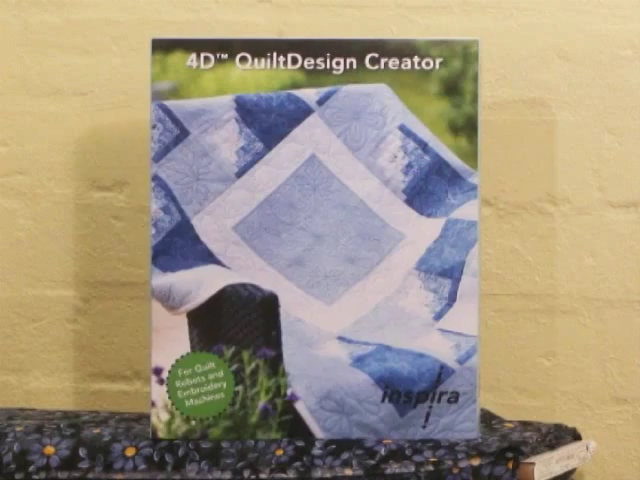 4D™ QuiltDesign Creator
For Quilt
Robots and
Embroidery
Machines
inspira